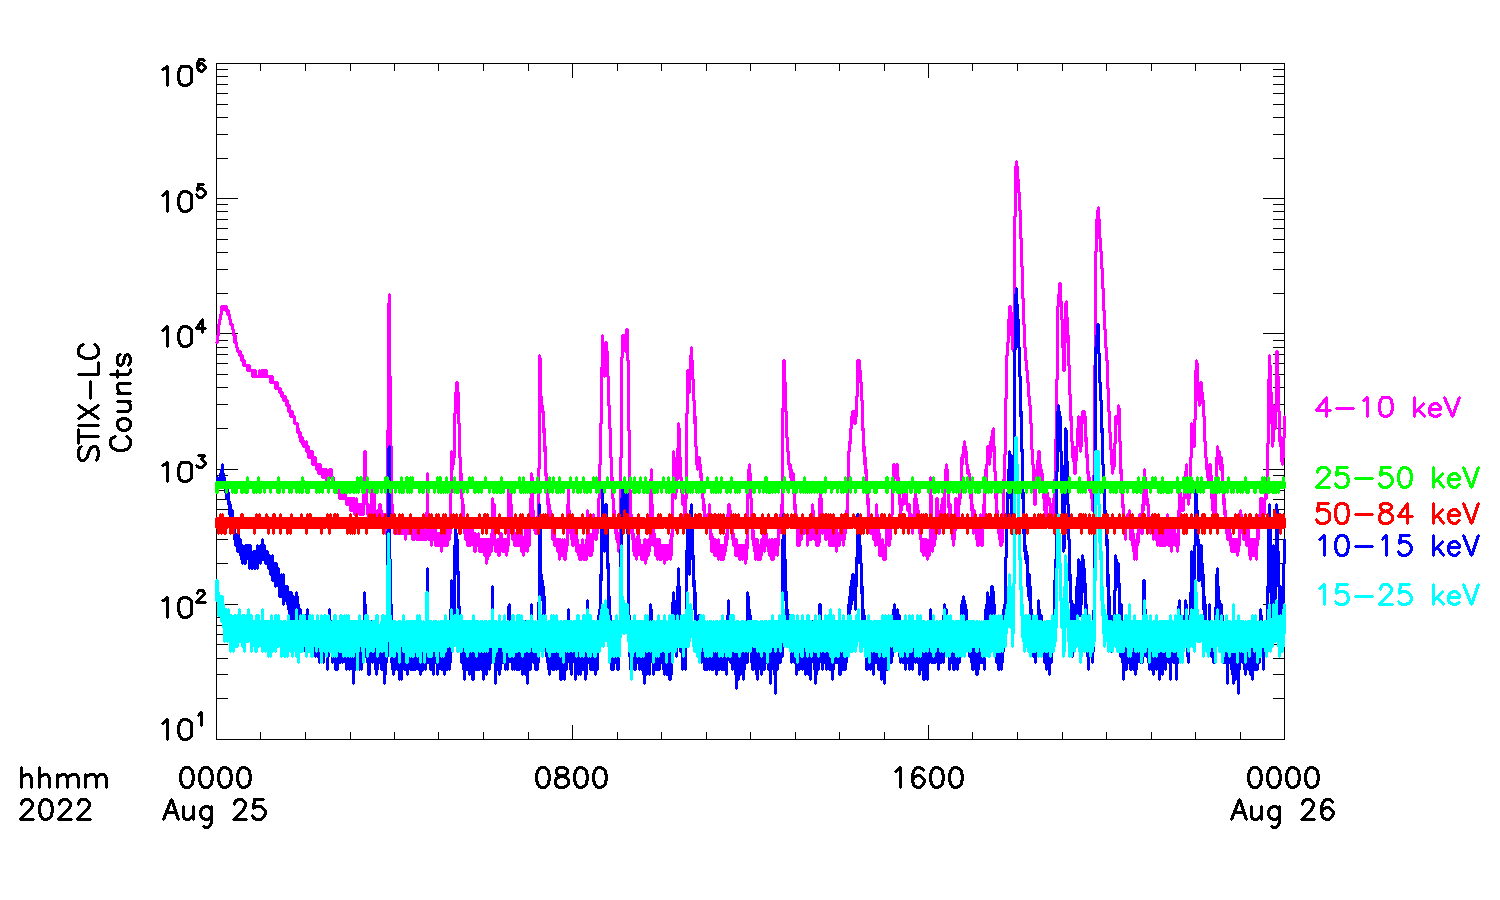 10^6
10^5
10^4
10^3
10^2
10^1
STIX-LC
Counts
4-10 keV
25-50 keV
50-84 keV
10-15 keV
15-25 keV
hhmm 0000 0800 1600 0000
2022 Aug 25 Aug 26